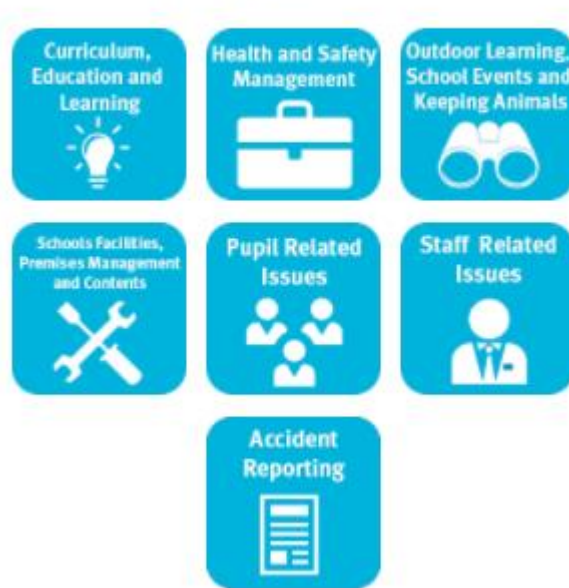 Curriculum,
Education and
Learning
Health and Safety
Management
Outdoor Learning,
School Events and
Keeping Animals
Schools Facilities,
Premises Management
and Contents
Pupil Related
Issues
Staff Related
Issues
Accident
Reporting